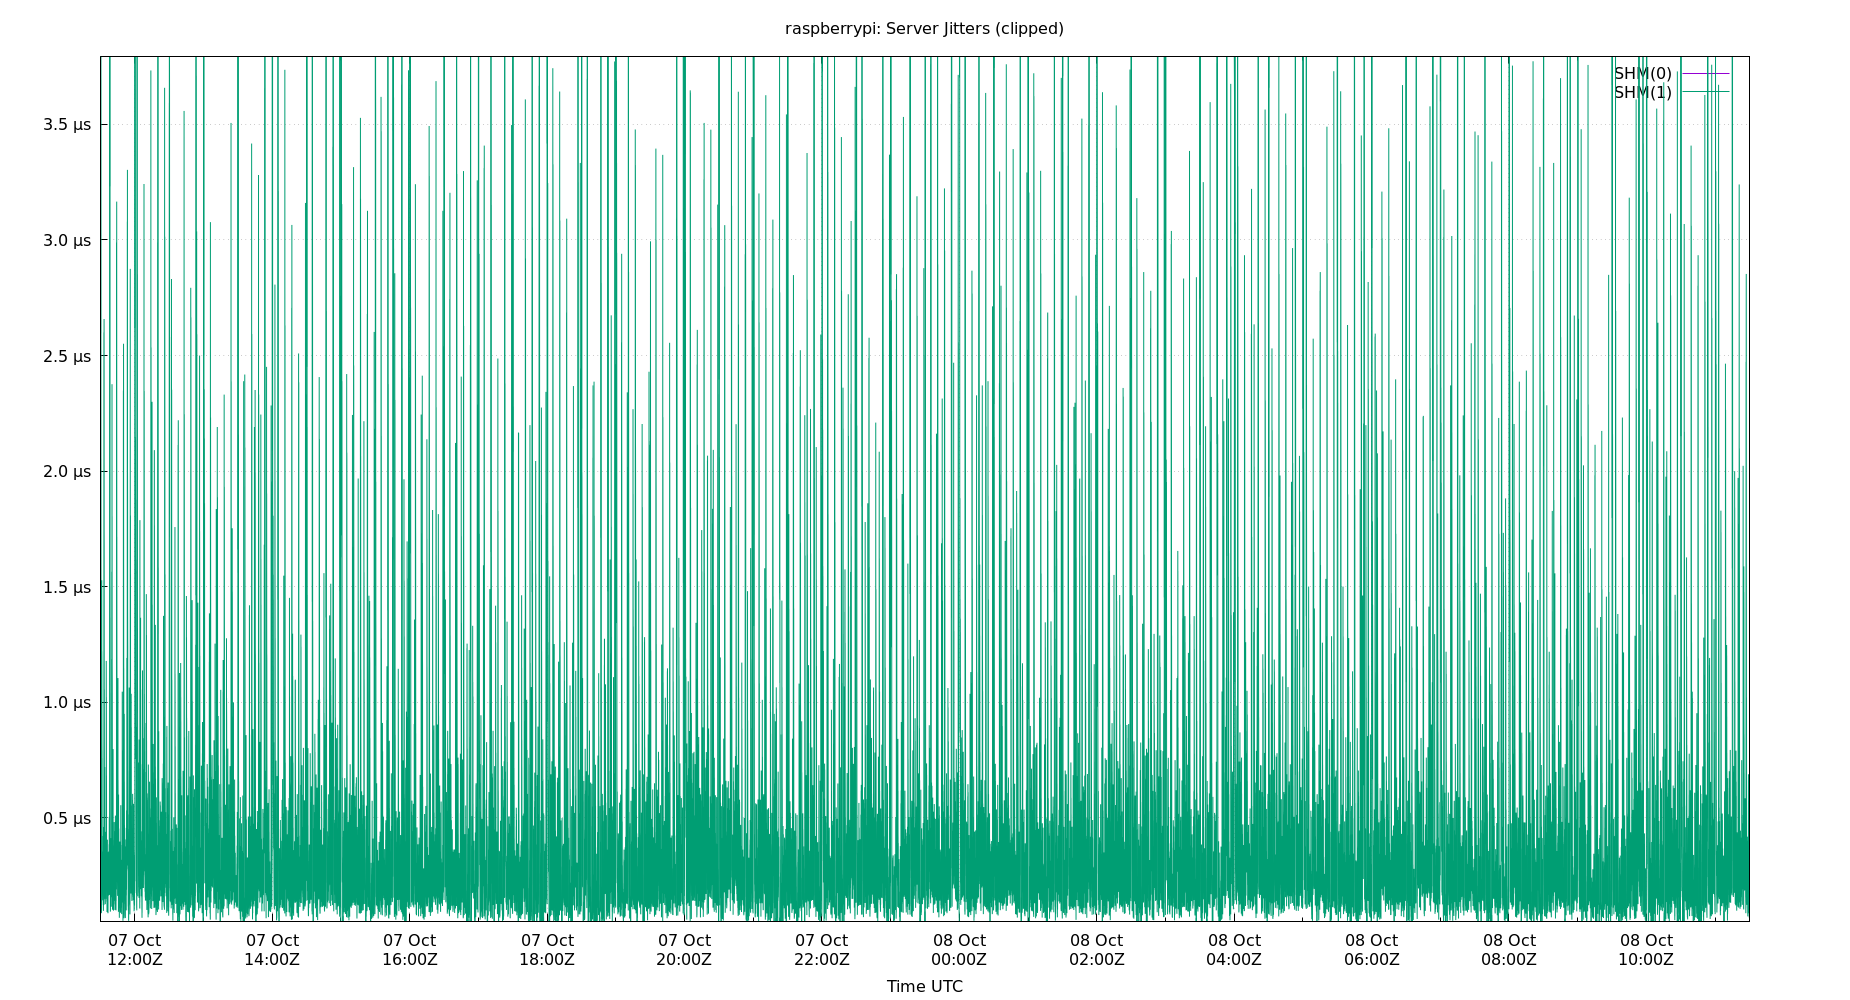 raspberrypi: Server Jitters (clipped)
SHM(0)
SHM(1)
3.5 µs
3.0 µs
2.5 µs
2.0 µs
1.5 µs
1.0 µs
0.5 µs
07 Oct 07 Oct 07 Oct 07 Oct 07 Oct 07 Oct 08 Oct 08 Oct 08 Oct 08 Oct 08 Oct 08 Oct
12:00Z 14:00Z 16:00Z 18:00Z 20:00Z 22:00Z 00:00Z 02:00Z 04:00Z 06:00Z 08:00Z 10:00Z
Time UTC